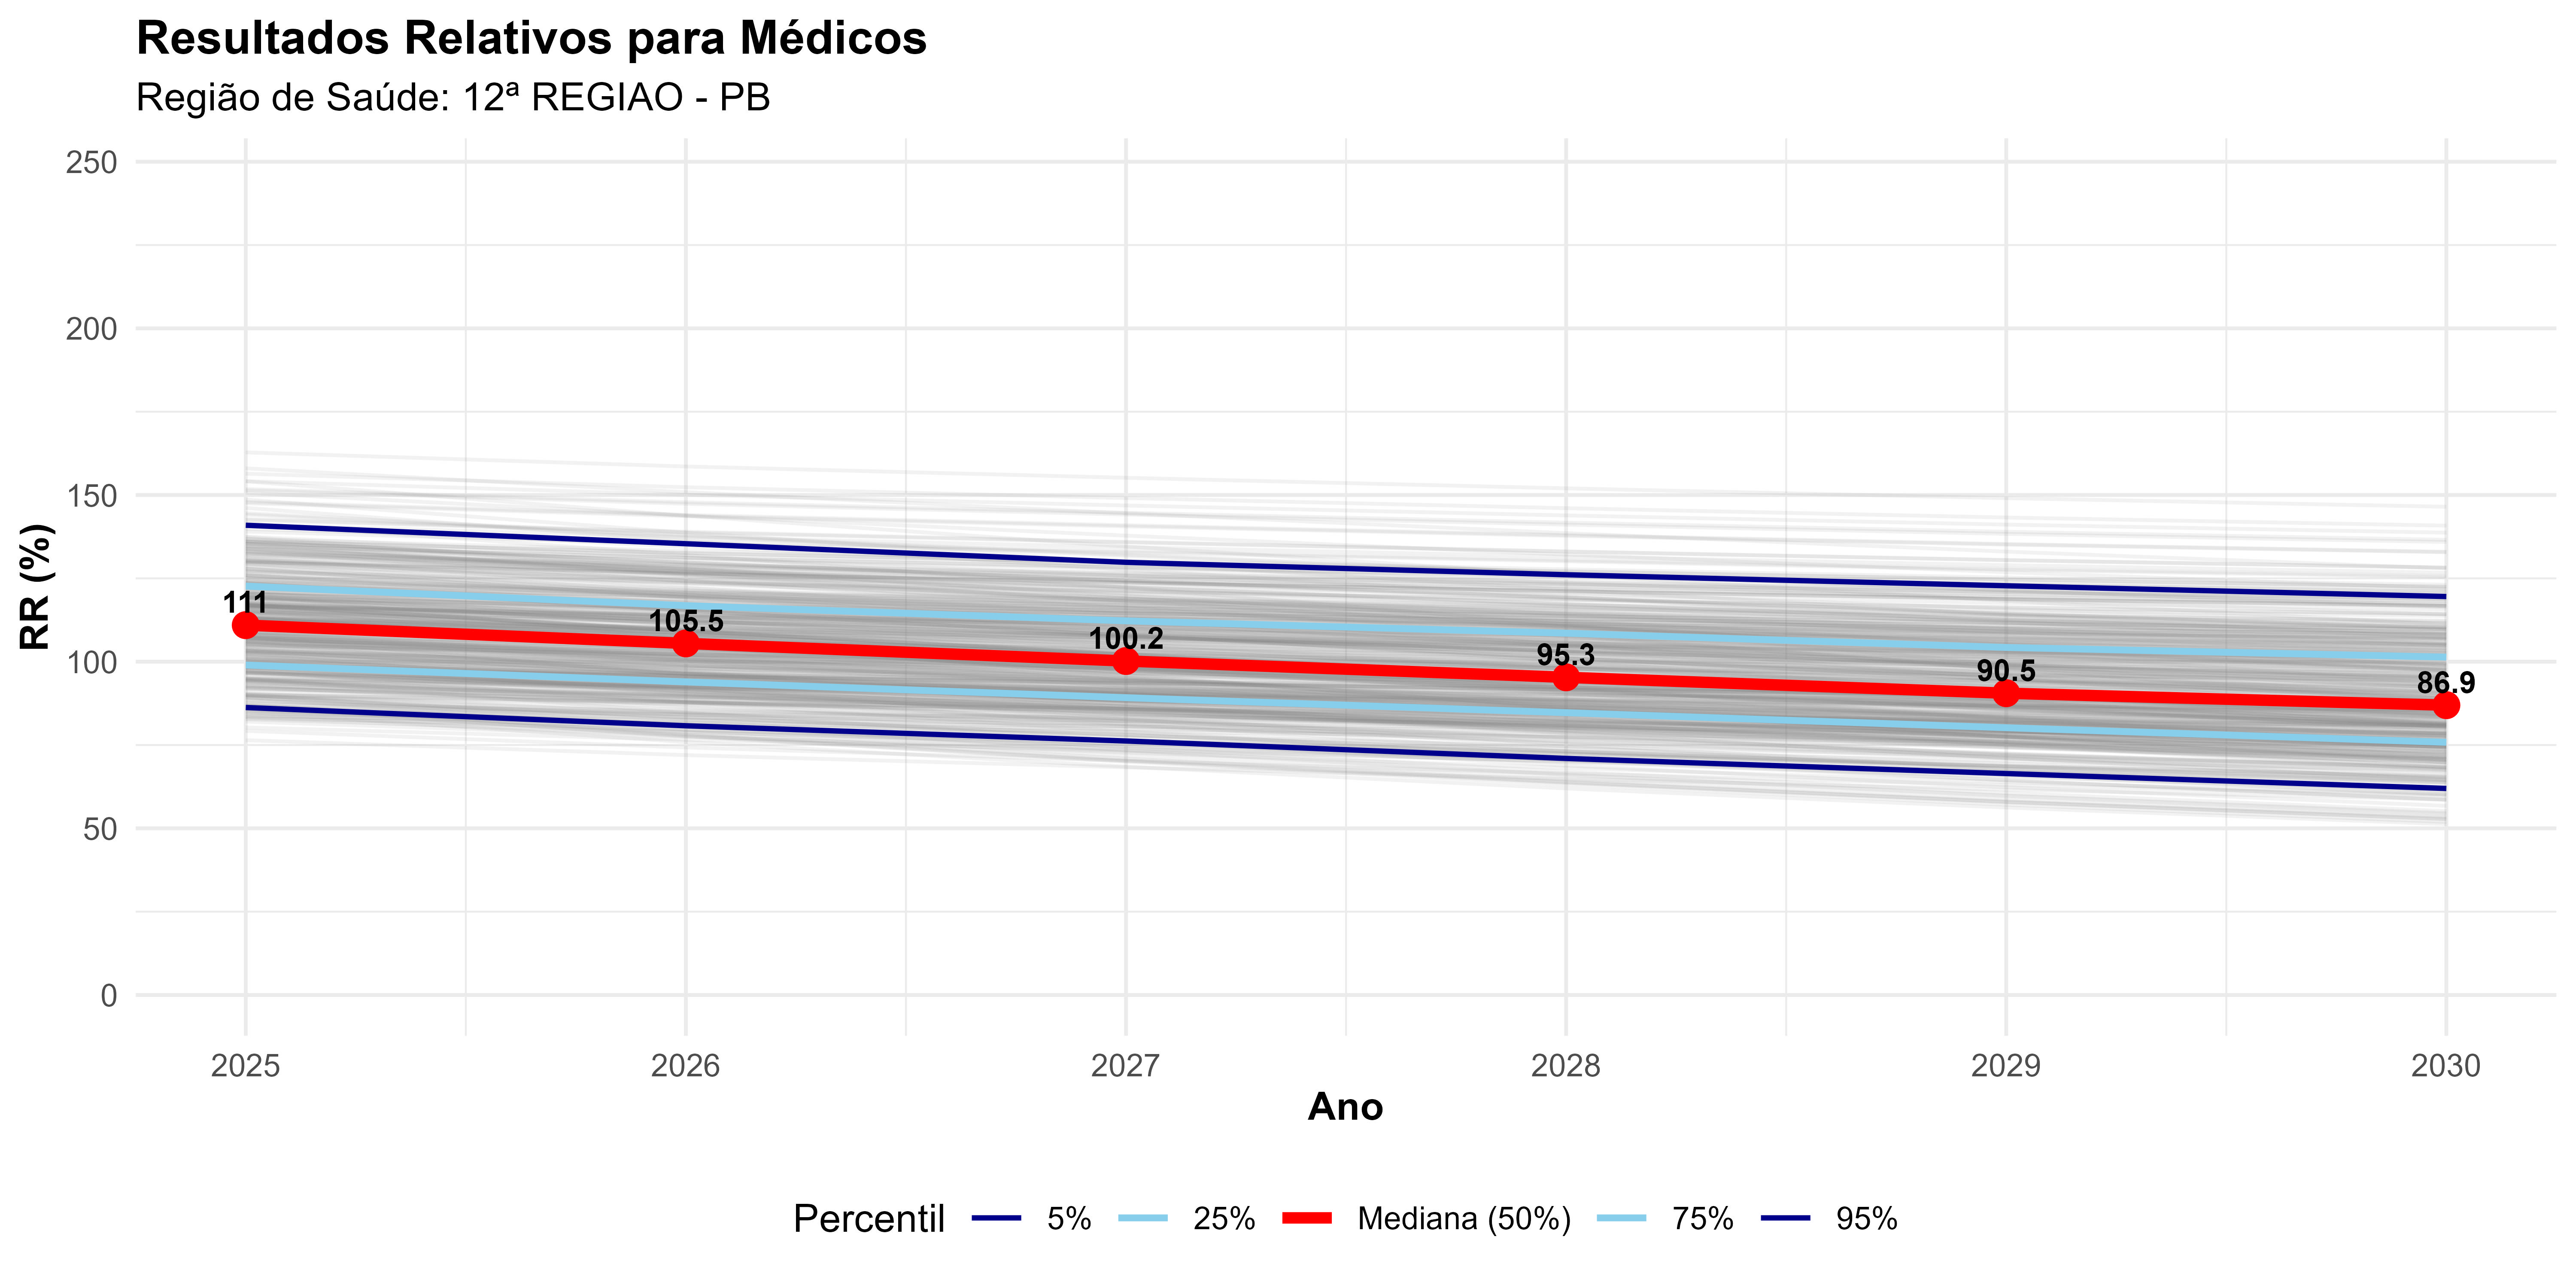 Resultados Relativos para Médicos
Região de Saúde: 12ª REGIAO - PB
RR (%)
250
200
150
100
50
0
111
105.5
100.2
95.3
90.5
86.9
2025 2026 2027 2028 2029 2030
Ano
Percentil 5% 25% Mediana (50%) 75% 95%